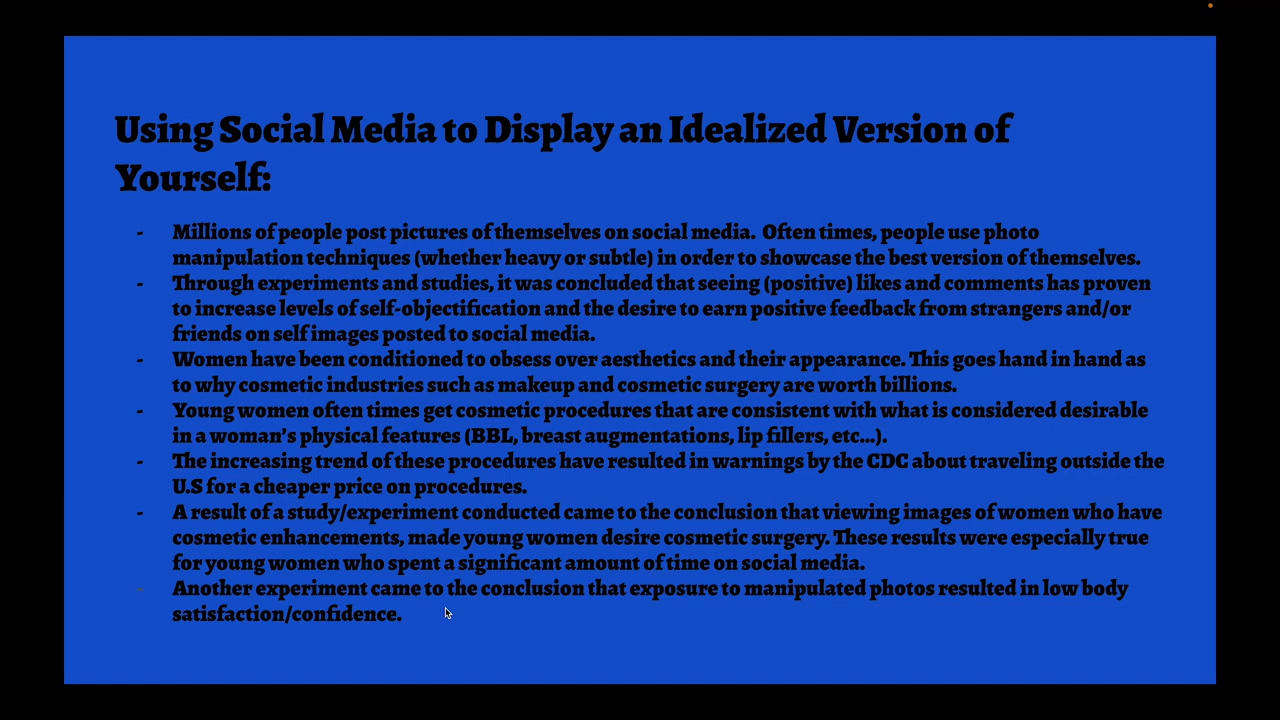 Using Social Media to Display an Idealized Version of
Yourself:
- Millions of people post pictures of themselves on social media.  Often times, people use photo
manipulation techniques (whether heavy or subtle) in order to showcase the best version of themselves.
- Through experiments and studies, it was concluded that seeing (positive) likes and comments has proven
to increase levels of self-objectification and the desire to earn positive feedback from strangers and/or
friends on self images posted to social media.
- Women have been conditioned to obsess over aesthetics and their appearance. This goes hand in hand as
to why cosmetic industries such as makeup and cosmetic surgery are worth billions.
- Young women often times get cosmetic procedures that are consistent with what is considered desirable
in a woman's physical features (BBL, breast augmentations, lip fillers, etc...).
- The increasing trend of these procedures have resulted in warnings by the CDC about traveling outside the
U.S for a cheaper price on procedures.
- A result of a study/experiment conducted came to the conclusion that viewing images of women who have
cosmetic enhancements, made young women desire cosmetic surgery. These results were especially true
for young women who spent a significant amount of time on social media.
- Another experiment came to the conclusion that exposure to manipulated photos resulted in low body
satisfaction/confidence.